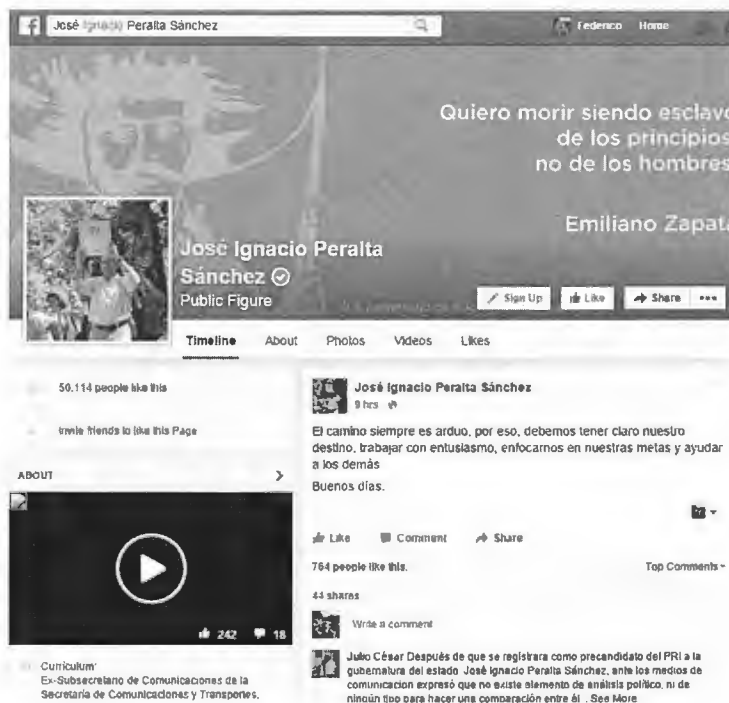 f José Ignacio Peralta Sánchez
Federico Home
Quiero morir siendo esclavo
de los principios
no de los hombres
Emiliano Zapata
José Ignacio Peralta
Sánchez
Public Figure
Sign Up Like Share
Timeline About Photos Videos Likes
50.114 people like this
Invite friends to like this Page
ABOUT
242 18
Curriculum:
Ex-Subsecretario de Comunicaciones de la
Secretaría de Comunicaciones y Transportes,
José Ignacio Peralta Sánchez
9 hrs
El camino siempre es arduo, por eso, debemos tener claro nuestro
destino, trabajar con entusiasmo, enfocarnos en nuestras metas y ayudar
a los demás
Buenos días.
Like Comment Share
764 people like this. Top Comments
44 shares
Write a comment
Julio César Después de que se registrara como precandidato del PRI a la
gubernatura del estado José Ignacio Peralta Sánchez, ante los medios de
comunicación expresó que no existe elemento de análisis político, ni de
ningún tipo para hacer una comparación entre él... See More